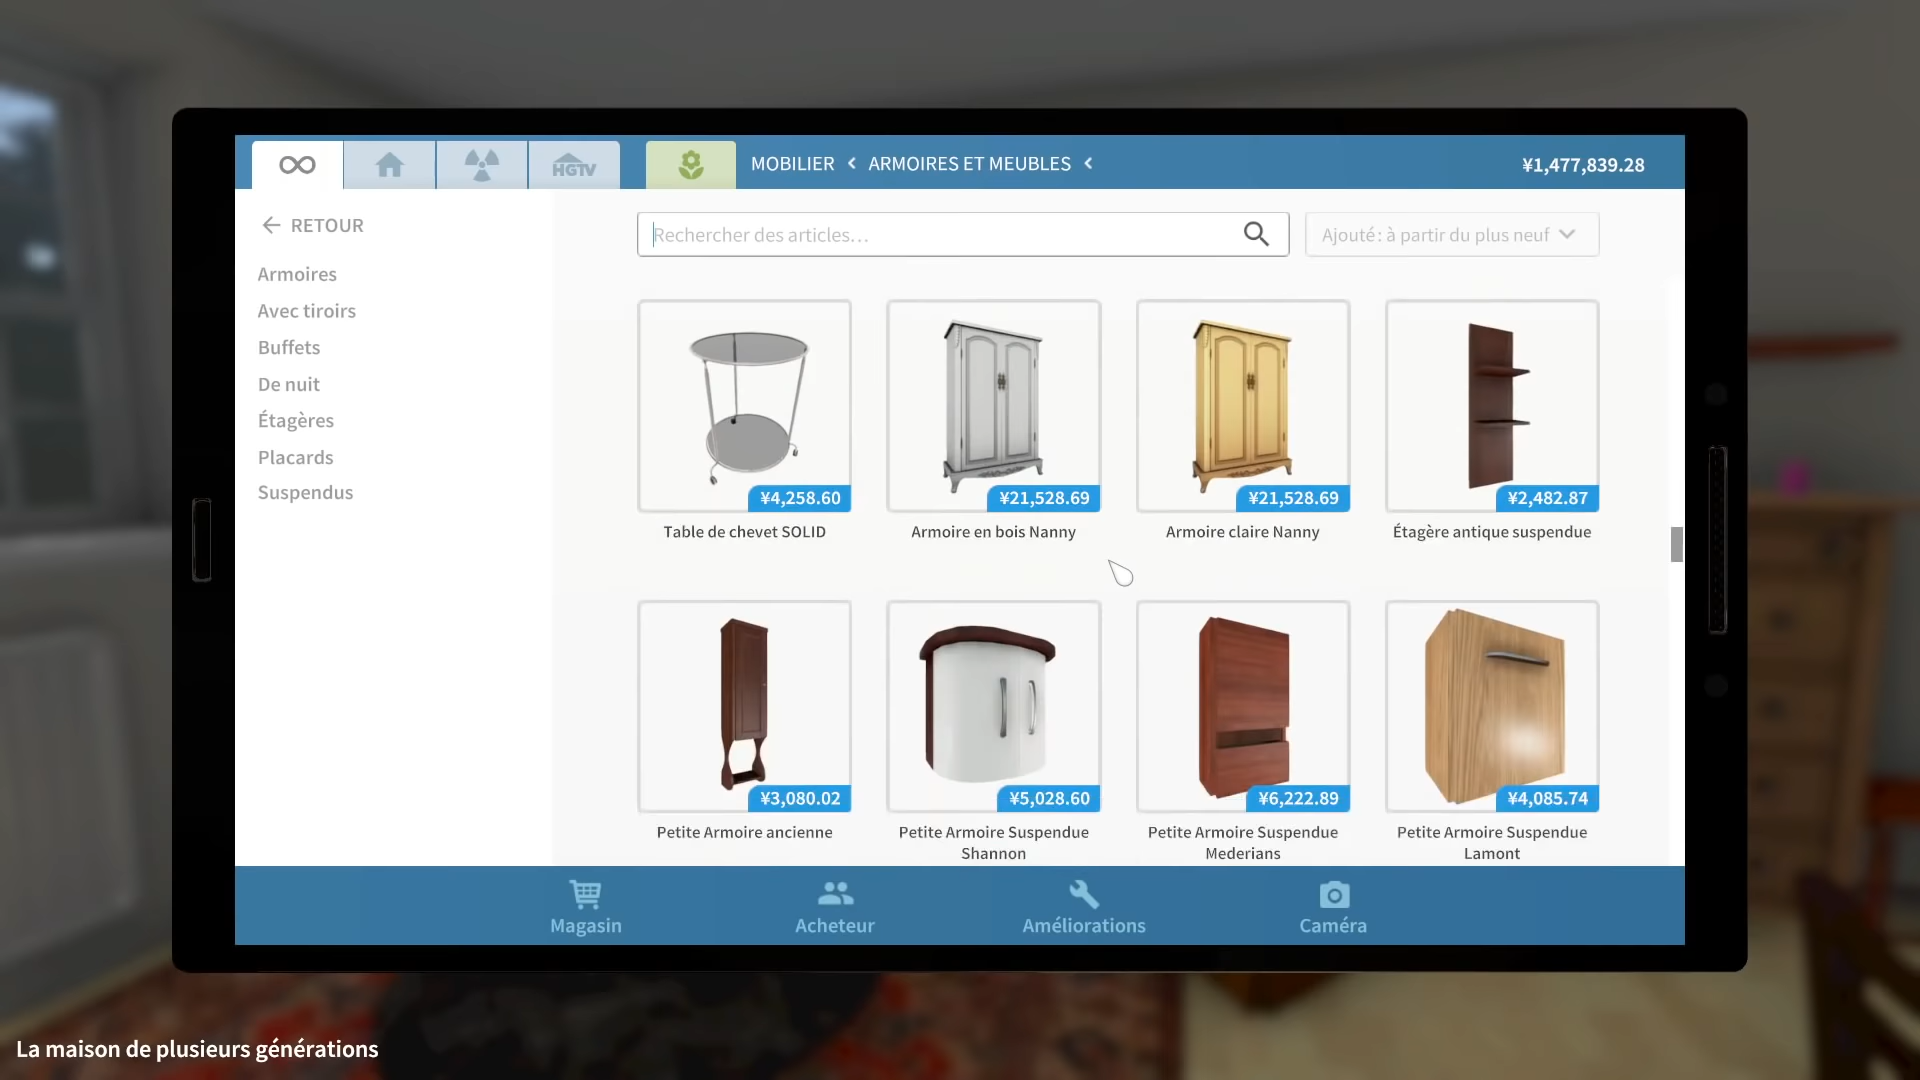 HGTV
MOBILIER
ARMOIRES ET MEUBLES
¥1,477,839.28
RETOUR
Rechercher des articles...
Ajouté : à partir du plus neuf
Armoires
Avec tiroirs
Buffets
De nuit
Étagères
Placards
Suspendus
¥4,258.60
¥21,528.69
¥21,528.69
¥2,482.87
Table de chevet SOLID
Armoire en bois Nanny
Armoire claire Nanny
Étagère antique suspendue
¥3,080.02
¥5,028.60
¥6,222.89
¥4,085.74
Petite Armoire ancienne
Petite Armoire Suspendue
Shannon
Petite Armoire Suspendue
Mederians
Petite Armoire Suspendue
Lamont
Magasin
Acheteur
Améliorations
Caméra
La maison de plusieurs générations